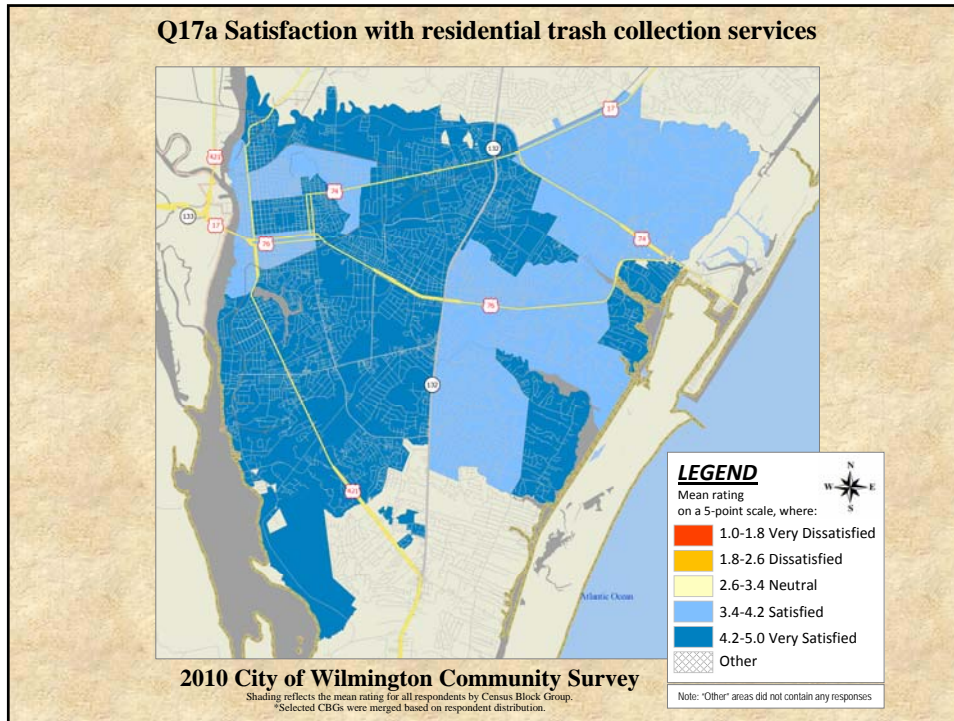 Q17a Satisfaction with residential trash collection services
17
132
421
74
133
17
76
74
76
132
421
Atlantic Ocean
LEGEND
N
W E
S
Mean rating
on a 5-point scale, where:
1.0-1.8 Very Dissatisfied
1.8-2.6 Dissatisfied
2.6-3.4 Neutral
3.4-4.2 Satisfied
4.2-5.0 Very Satisfied
Other
2010 City of Wilmington Community Survey
Shading reflects the mean rating for all respondents by Census Block Group.
*Selected CBGs were merged based on respondent distribution.
Note: "Other" areas did not contain any responses